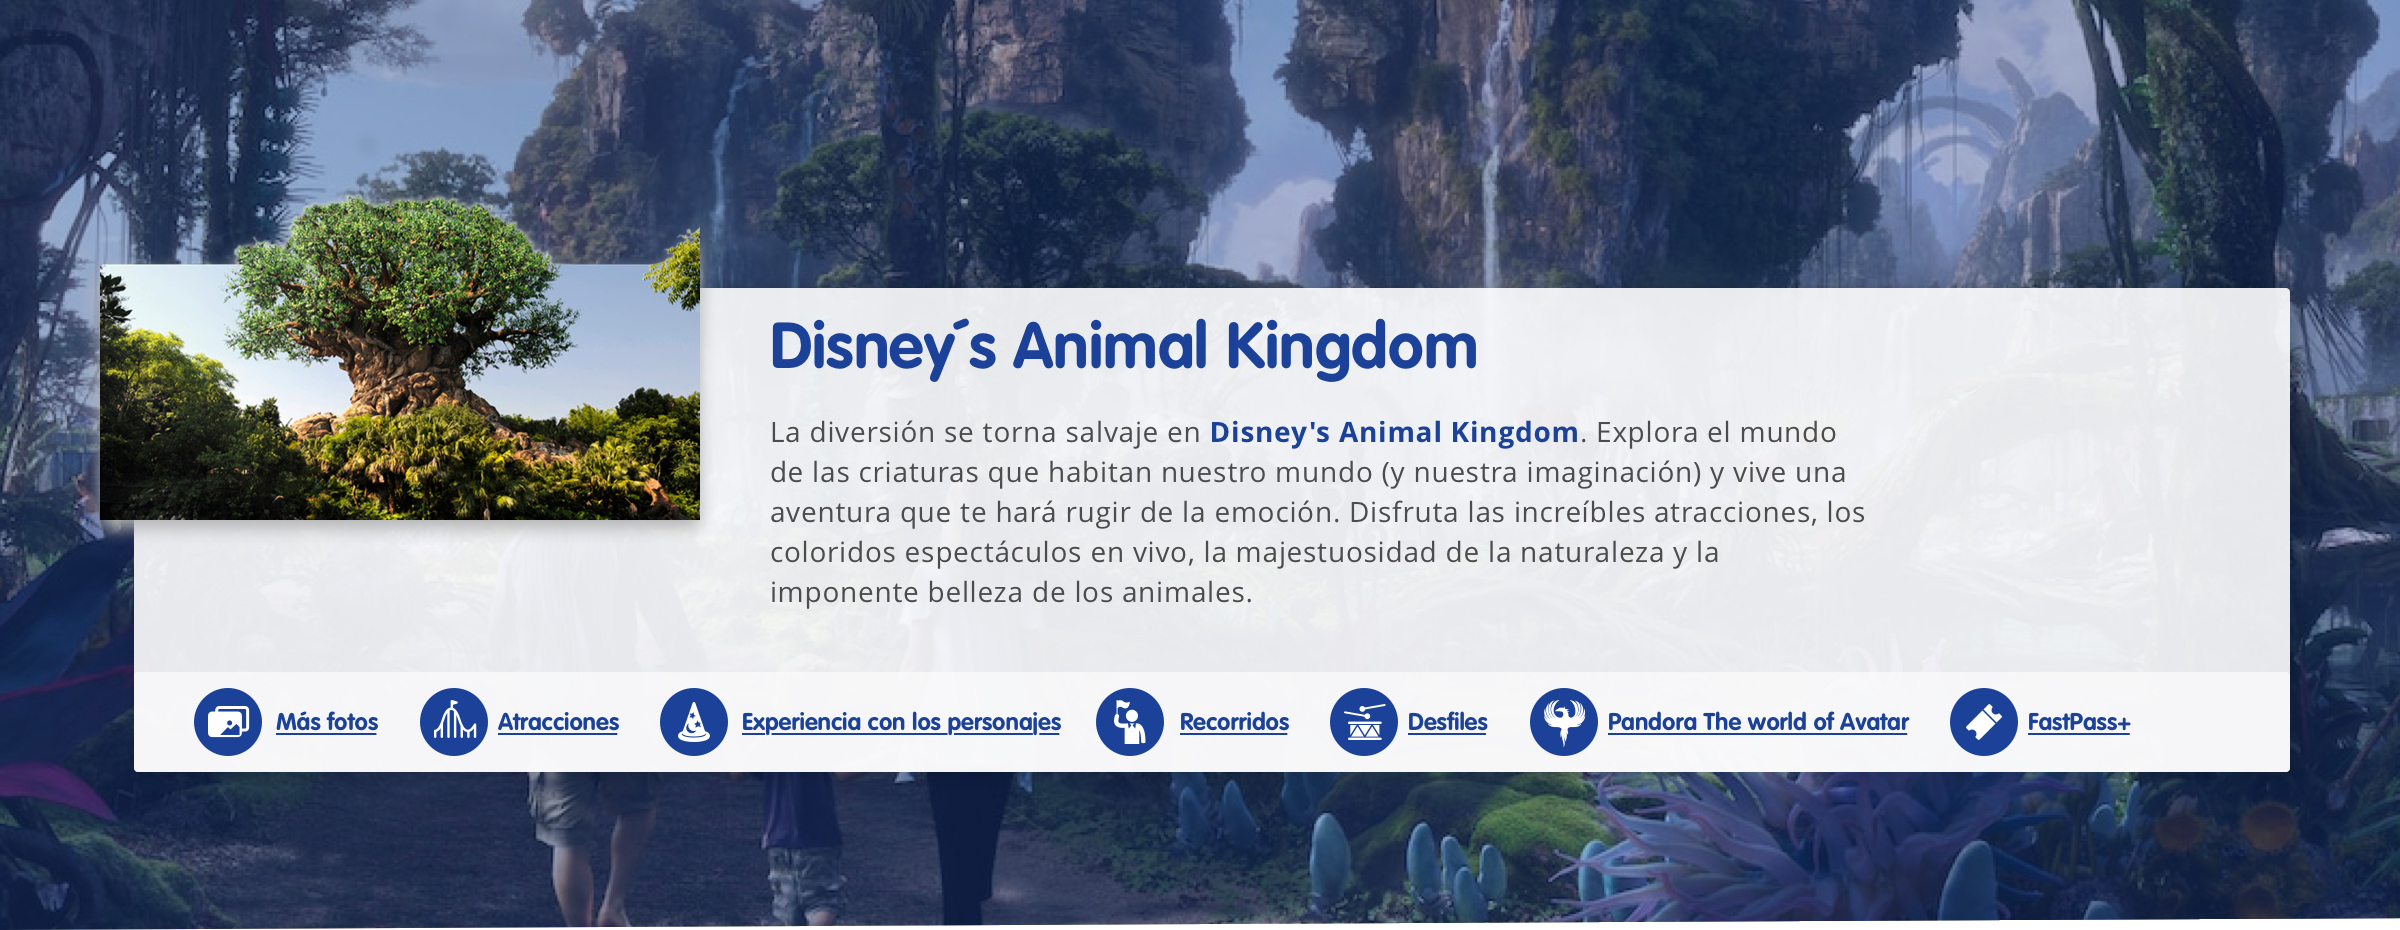 Disney´s Animal Kingdom
La diversión se torna salvaje en Disney's Animal Kingdom. Explora el mundo
de las criaturas que habitan nuestro mundo (y nuestra imaginación) y vive una
aventura que te hará rugir de la emoción. Disfruta las increíbles atracciones, los
coloridos espectáculos en vivo, la majestuosidad de la naturaleza y la
imponente belleza de los animales.
Más fotos Atracciones Experiencia con los personajes Recorridos Desfiles Pandora The world of Avatar FastPass+